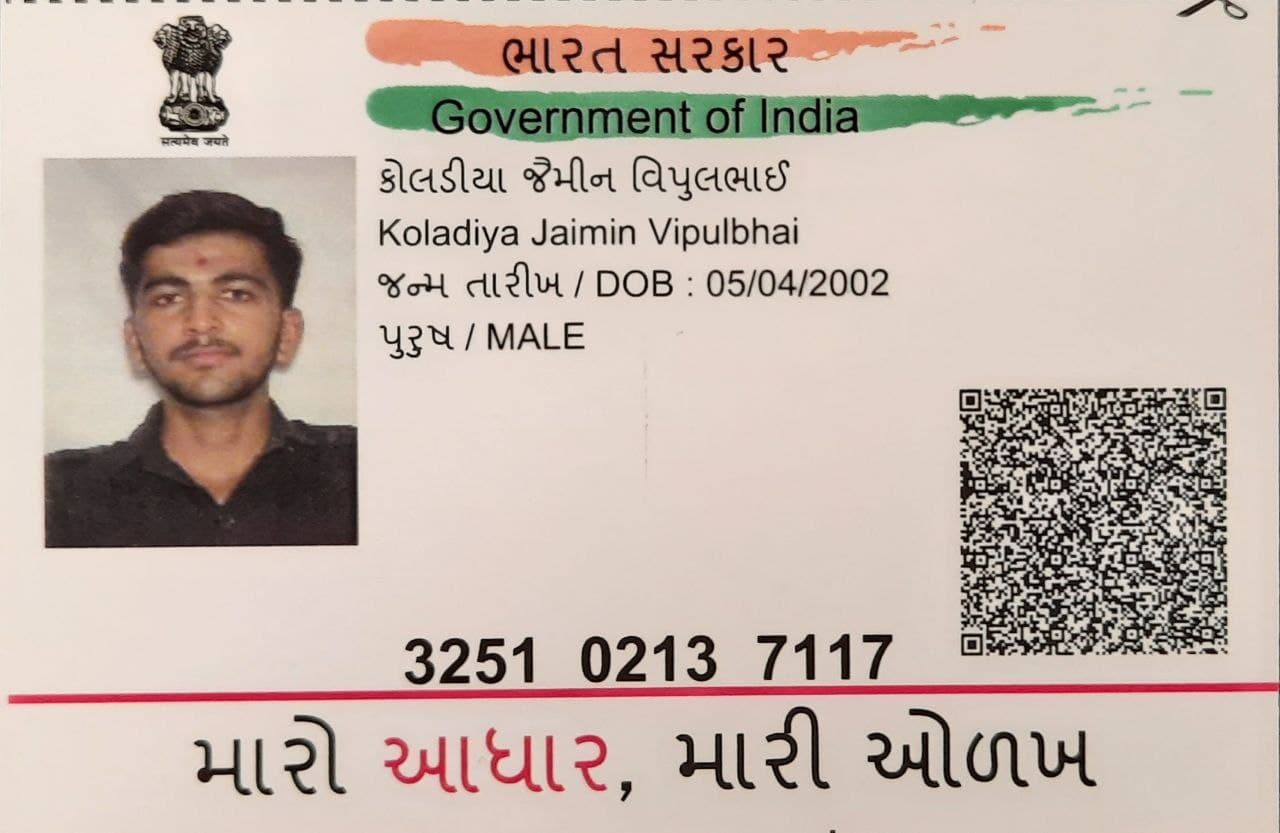 सत्यमेव जयते
ભારત સરકાર
Government of India
કોલડીયા જૈમીન વિપુલભાઈ
Koladiya Jaimin Vipulbhai
જન્મ તારીખ / DOB : 05/04/2002
પુરુષ / MALE
3251 0213 7117
મારો આધાર, મારી ઓળખ